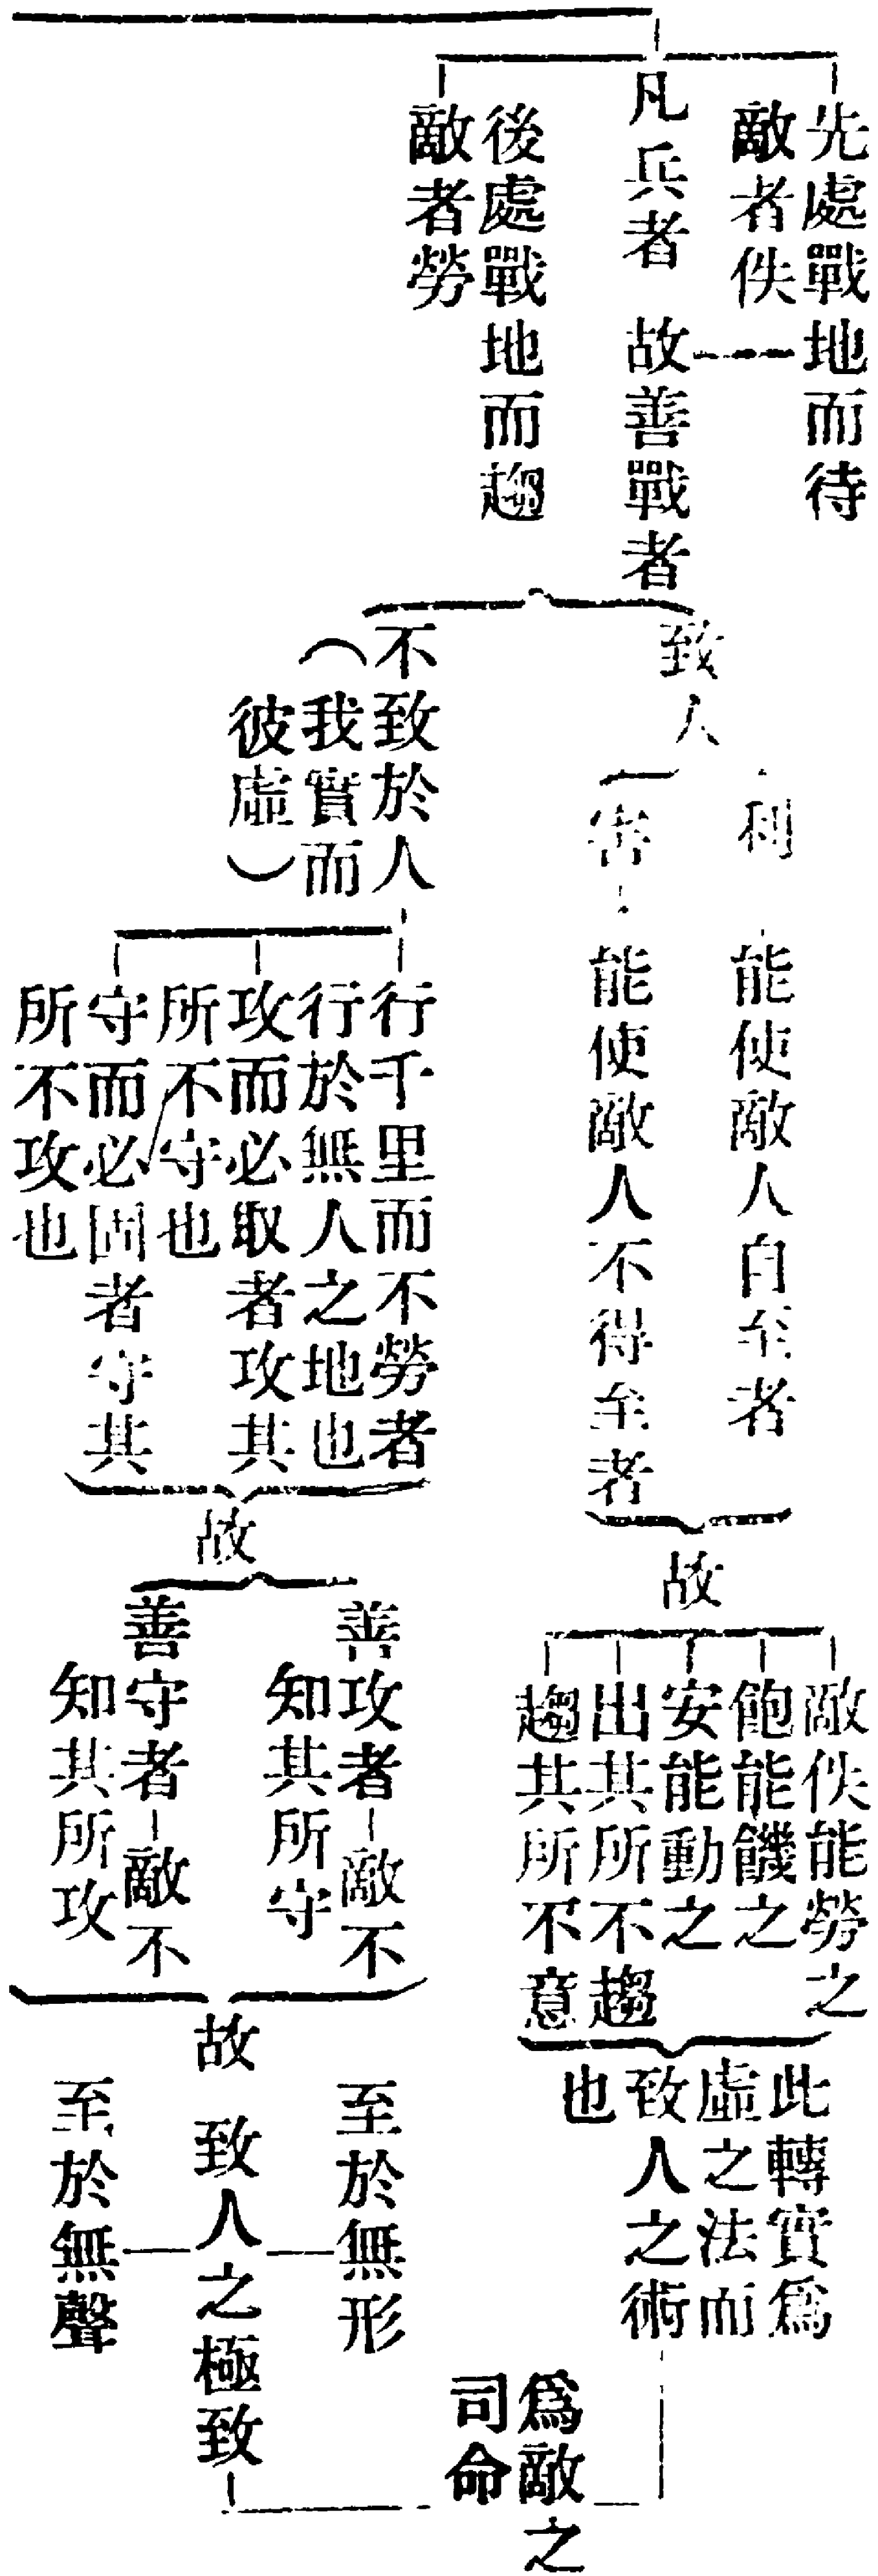 凡兵者
先處戰地而待
敵者佚
後處戰地而趨
敵者勞
故善戰者
致人
利
能使敵人自至者
害
能使敵人不得至者
故
敵佚能勞之
飽能饑之
安能動之
出其所不趨
趨其所不意
此轉實爲
虛之法而
致人之術
也
不致於人
（我實而
彼虛）
行千里而不勞者
行於無人之地也
攻而必取者攻其
所不守也
守而必固者守其
所不攻也
故
善攻者—敵不
知其所守
善守者—敵不
知其所攻
故
至於無形
致人之極致
至於無聲
爲敵之
司命